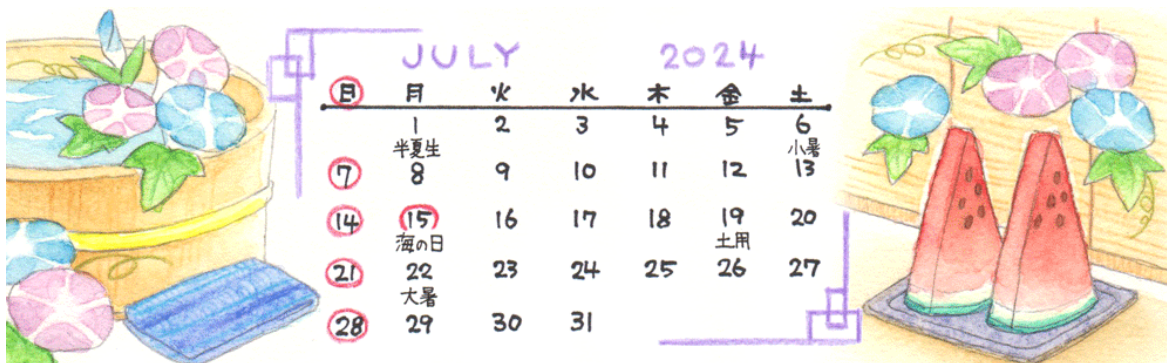 JULY 2024
日 月 火 水 木 金 土
1 2 3 4 5 6
半夏生 小暑
7 8 9 10 11 12 13
14 15 16 17 18 19 20
海の日 土用
21 22 23 24 25 26 27
大暑
28 29 30 31